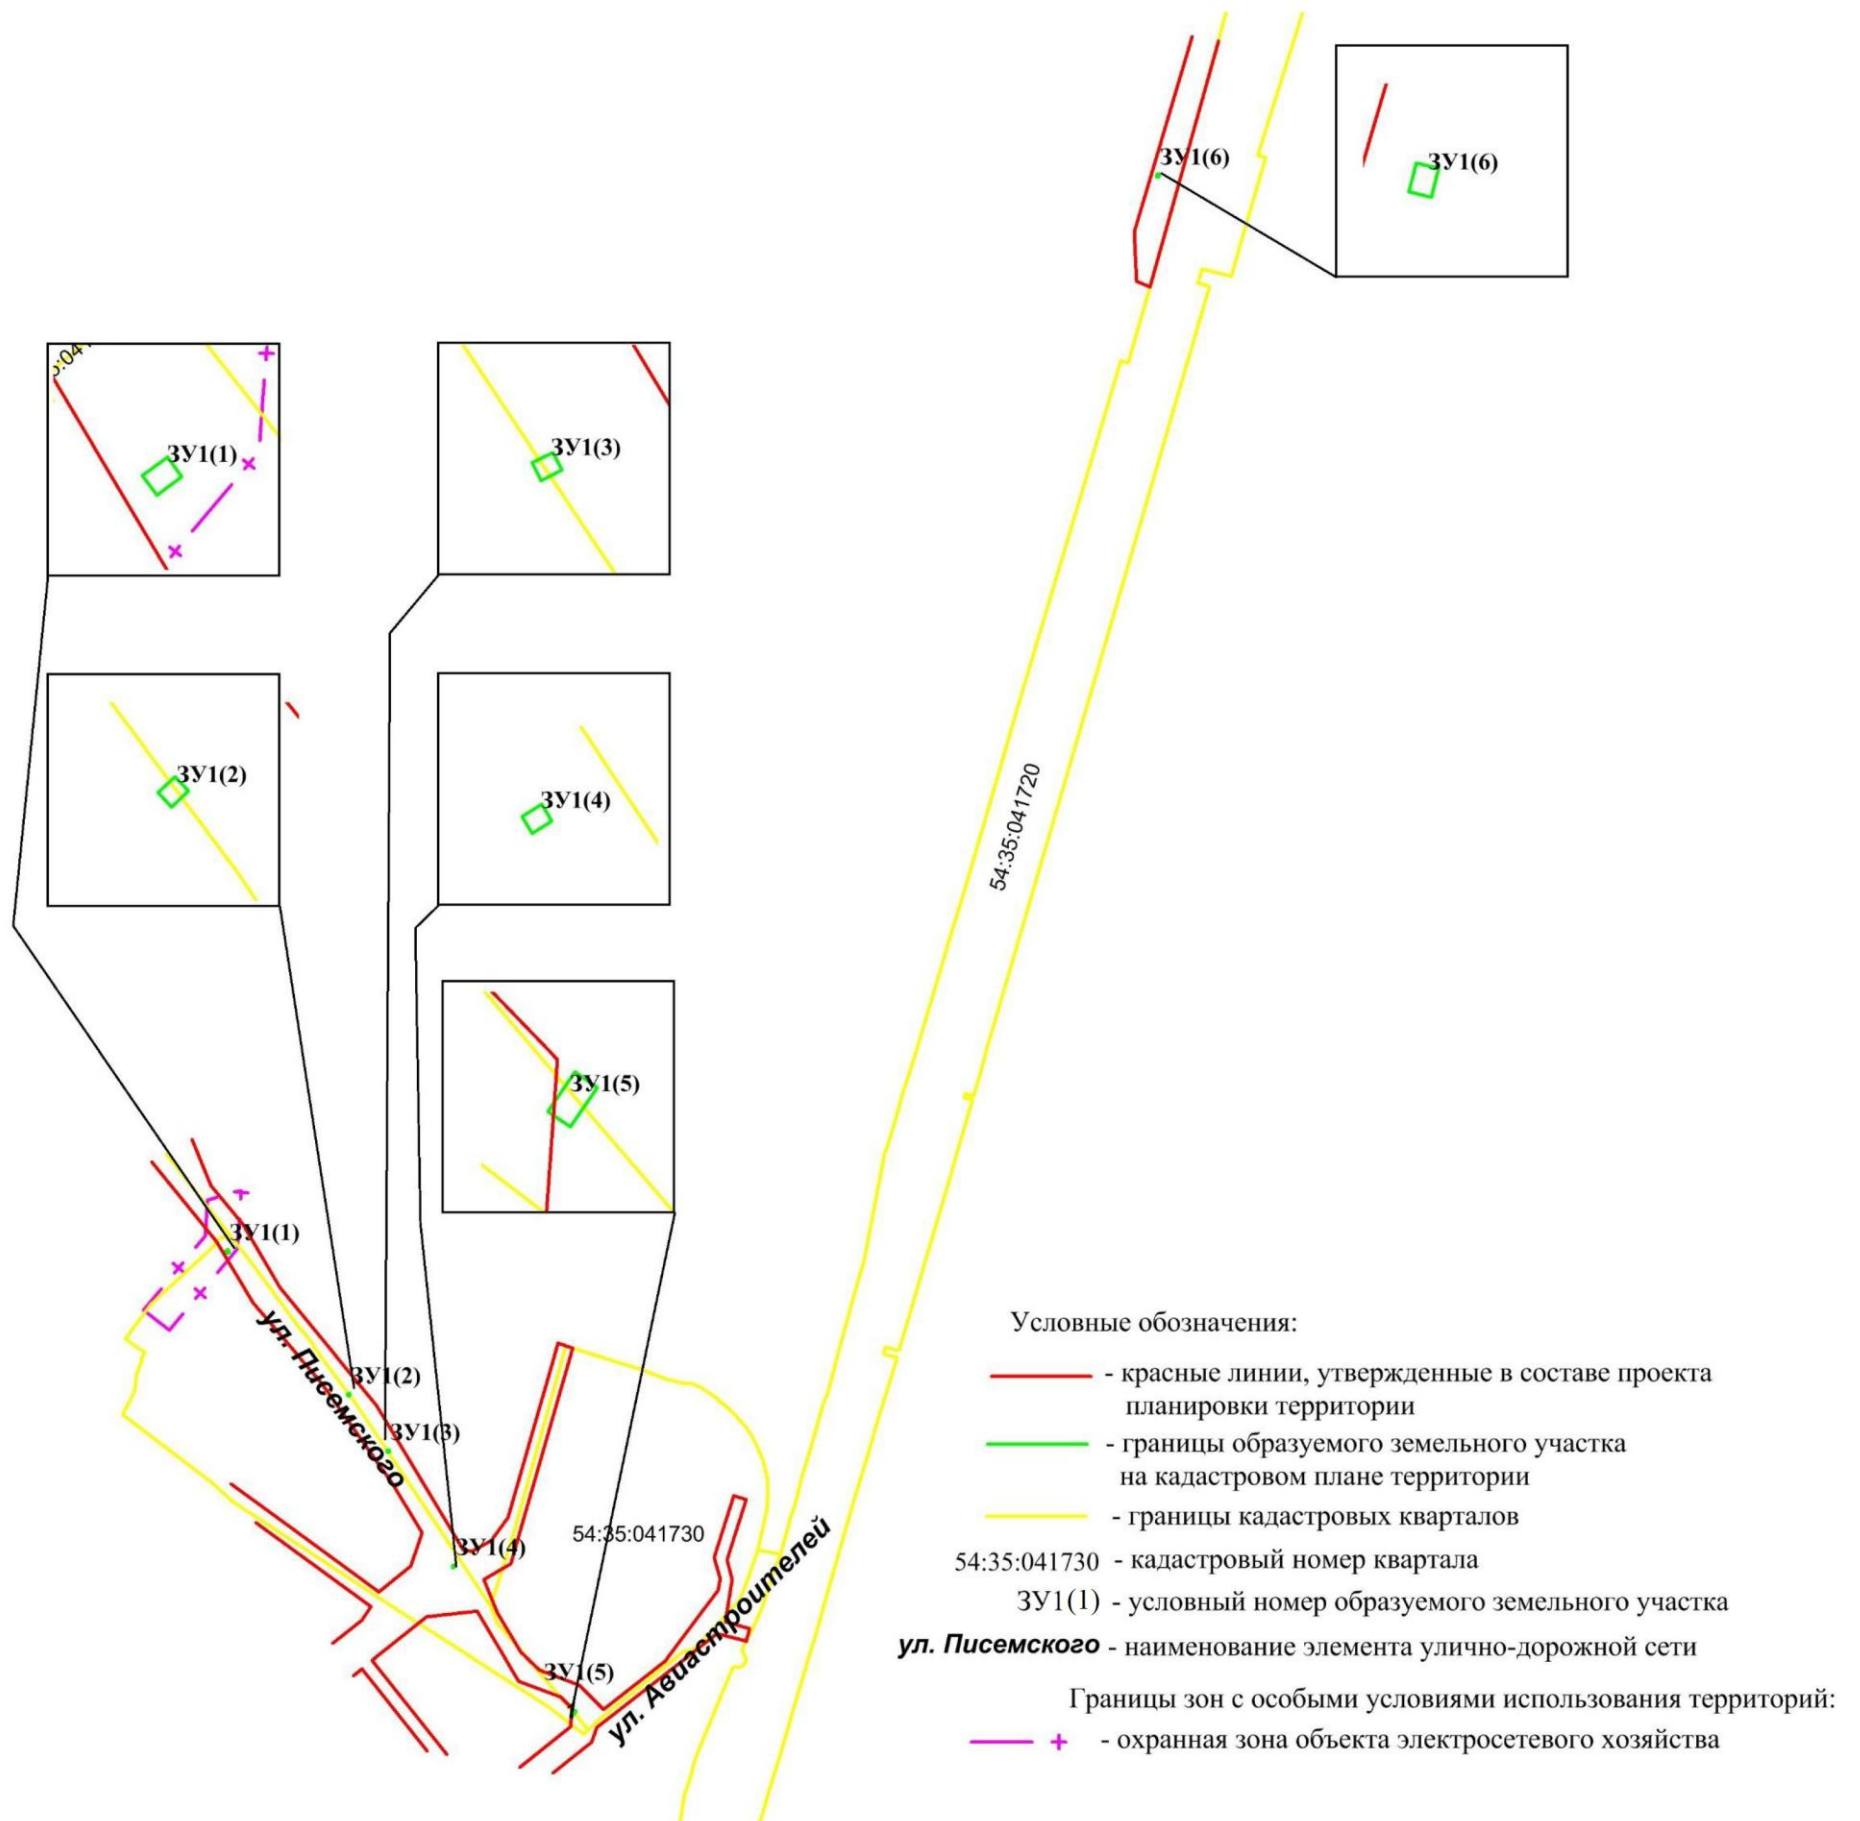 ЗУ1(6)
ЗУ1(6)
ЗУ1(1)
ЗУ1(3)
ЗУ1(2)
ЗУ1(4)
54:35:041720
ЗУ1(5)
ЗУ1(1)
ул. Писемского
ЗУ1(2)
ЗУ1(3)
ЗУ1(4)
54:35:041730
ЗУ1(5)
ул. Авиастроителей
Условные обозначения:
- красные линии, утвержденные в составе проекта
планировки территории
- границы образуемого земельного участка
на кадастровом плане территории
- границы кадастровых кварталов
54:35:041730 - кадастровый номер квартала
ЗУ1(1) - условный номер образуемого земельного участка
ул. Писемского - наименование элемента улично-дорожной сети
Границы зон с особыми условиями использования территорий:
- охранная зона объекта электросетевого хозяйства